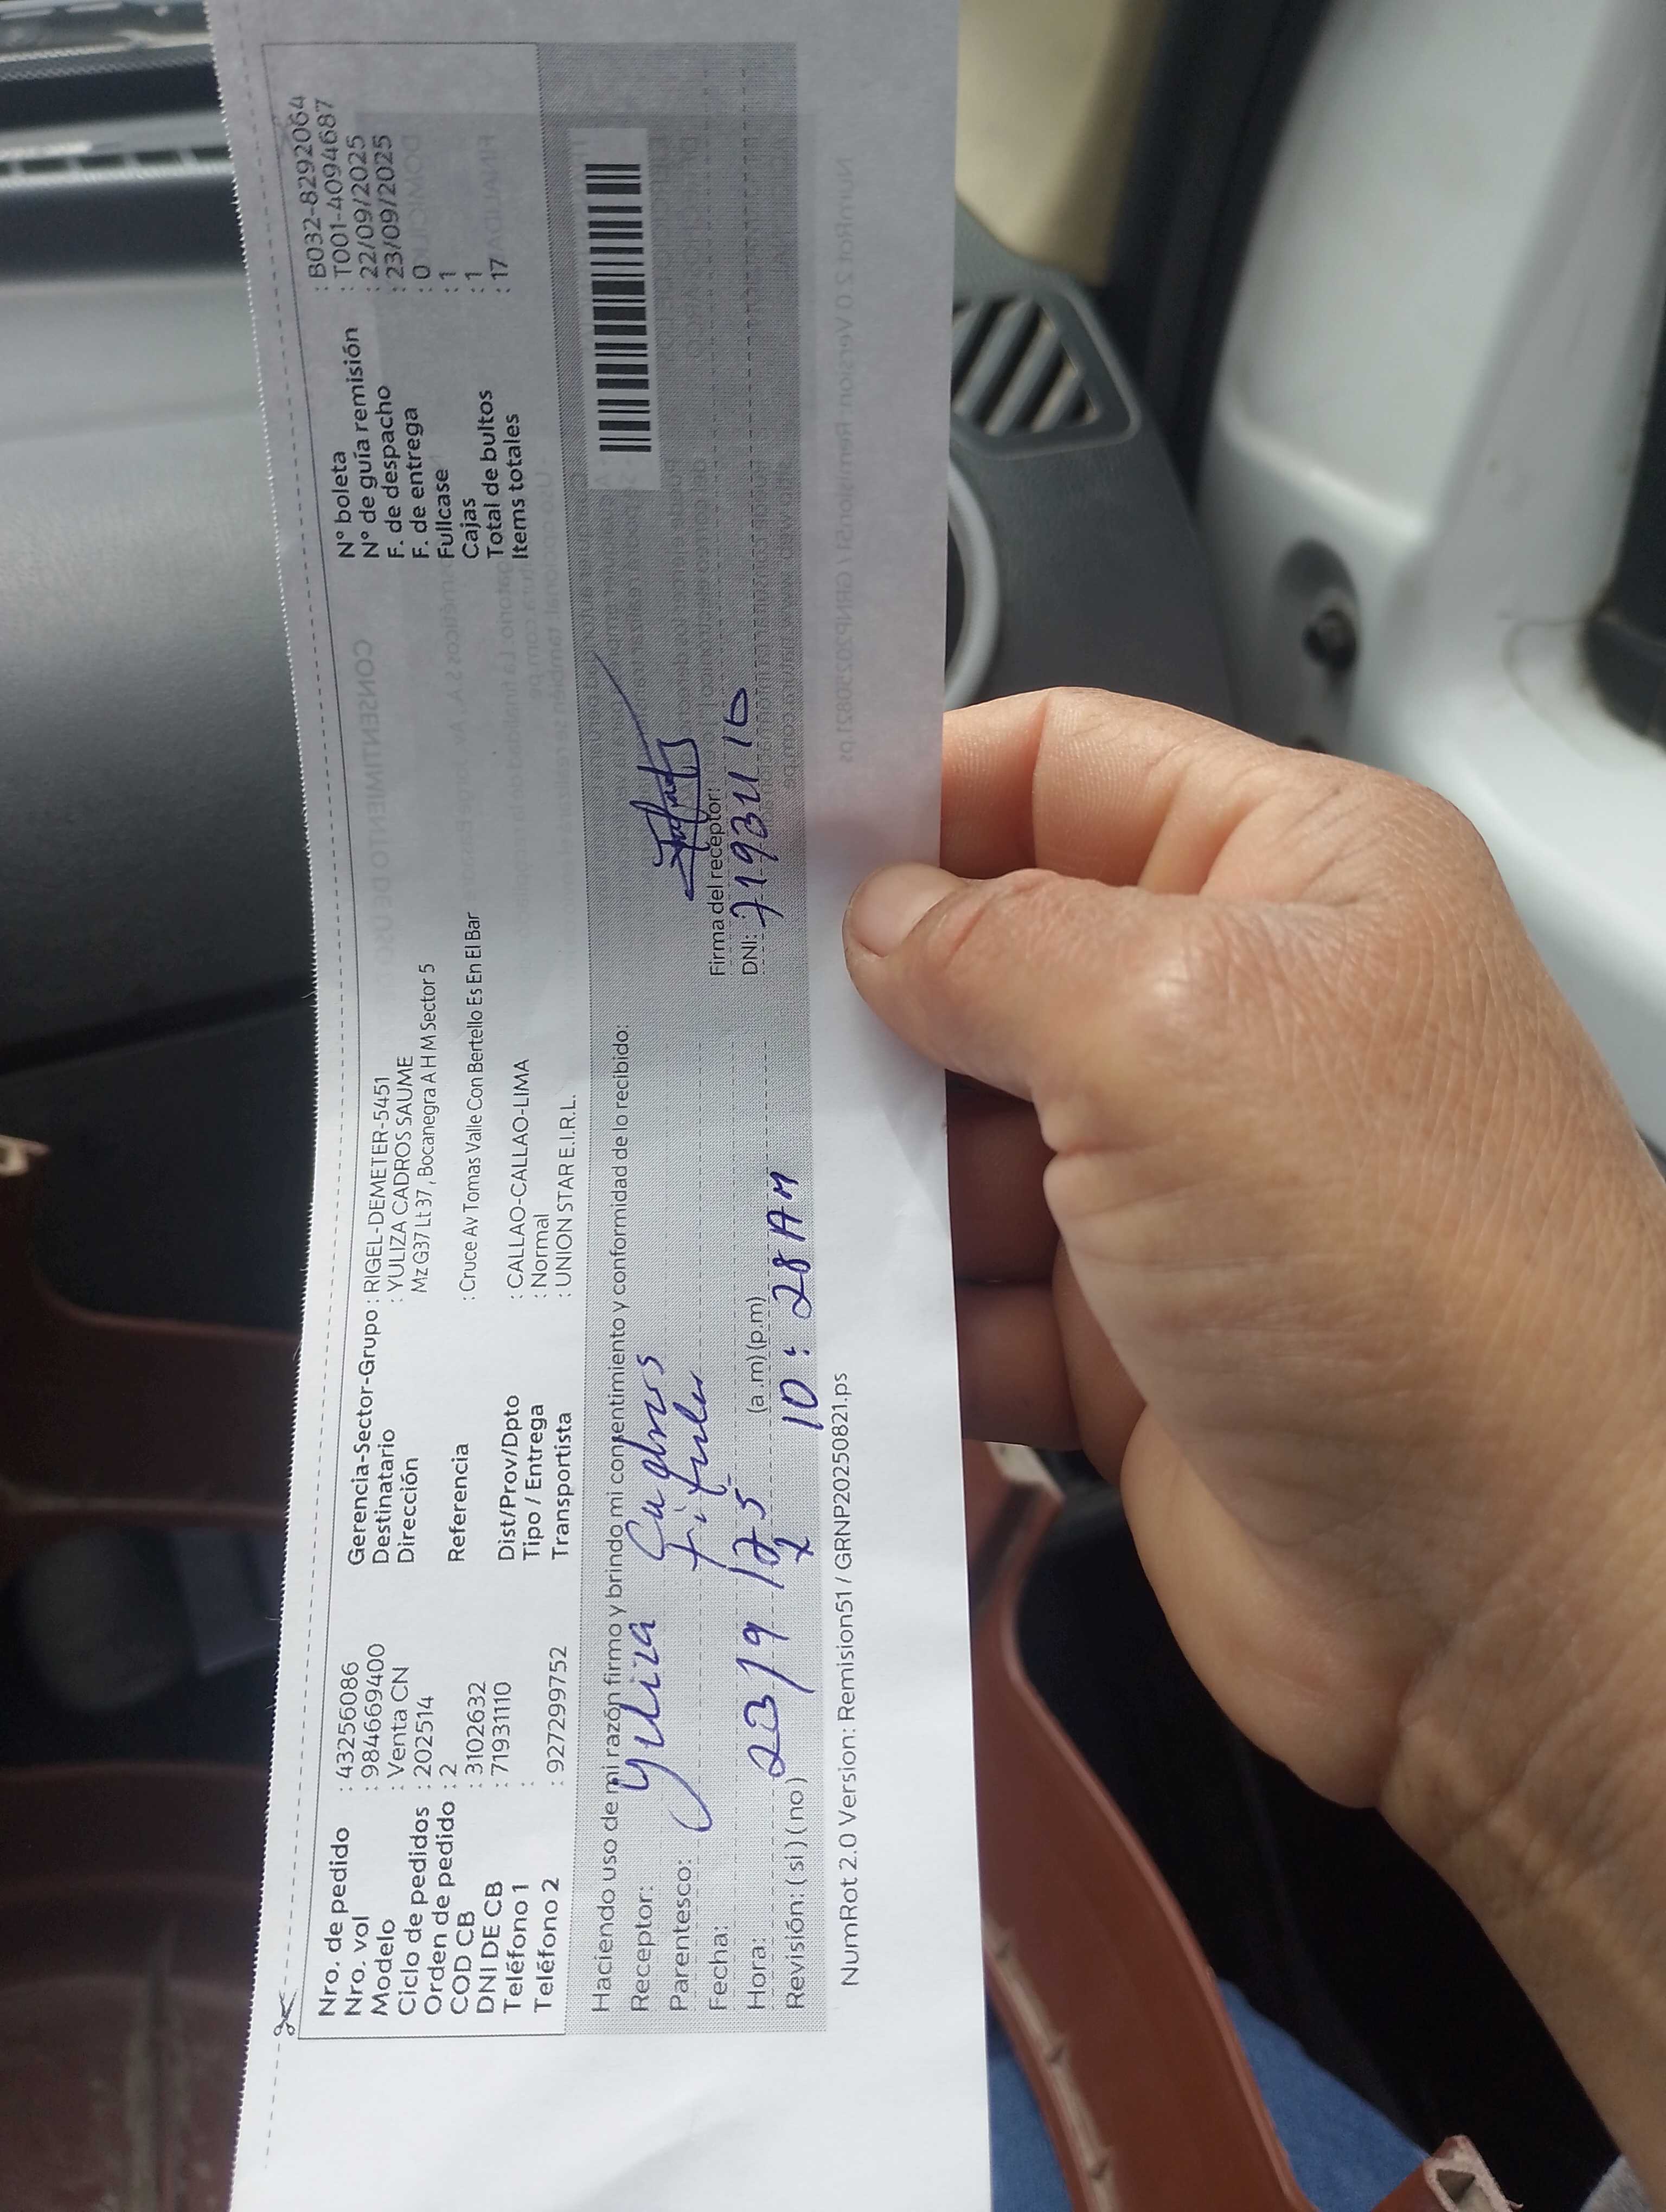 Nro. de pedido : 43256086
Nro. vol : 984669400
Modelo : Venta CN
Ciclo de pedidos : 202514
Orden de pedido : 2
COD CB : 3102632
DNI DE CB : 71931110
Teléfono 1 :
Teléfono 2 : 927299752
Gerencia-Sector-Grupo : RIGEL-DEMETER-5451
Destinatario : YULIZA CADROS SAUME
Dirección Mz G37 Lt 37 , Bocanegra A H M Sector 5
Referencia : Cruce Av Tomas Valle Con Bertello Es En El Bar
Dist/Prov/Dpto : CALLAO-CALLAO-LIMA
Tipo / Entrega : Normal
Transportista : UNION STAR E.I.R.L.
N° boleta : B032-8292064
N° de guía remisión : T001-4094687
F. de despacho : 22/09/2025
F. de entrega : 23/09/2025
Fullcase : 0
Cajas : 1
Total de bultos : 1
Items totales : 17
Haciendo uso de mi razón firmo y brindo mi consentimiento y conformidad de lo recibido:
Receptor: Yuliza
Parentesco:
Fecha: 23/9/25
Hora: (a.m) (p.m) 10:28 AM
Revisión: ( si ) ( no )
Firma del receptor:
DNI:
NumRot 2.0 Version: Remision51 / GRNP20250821.ps